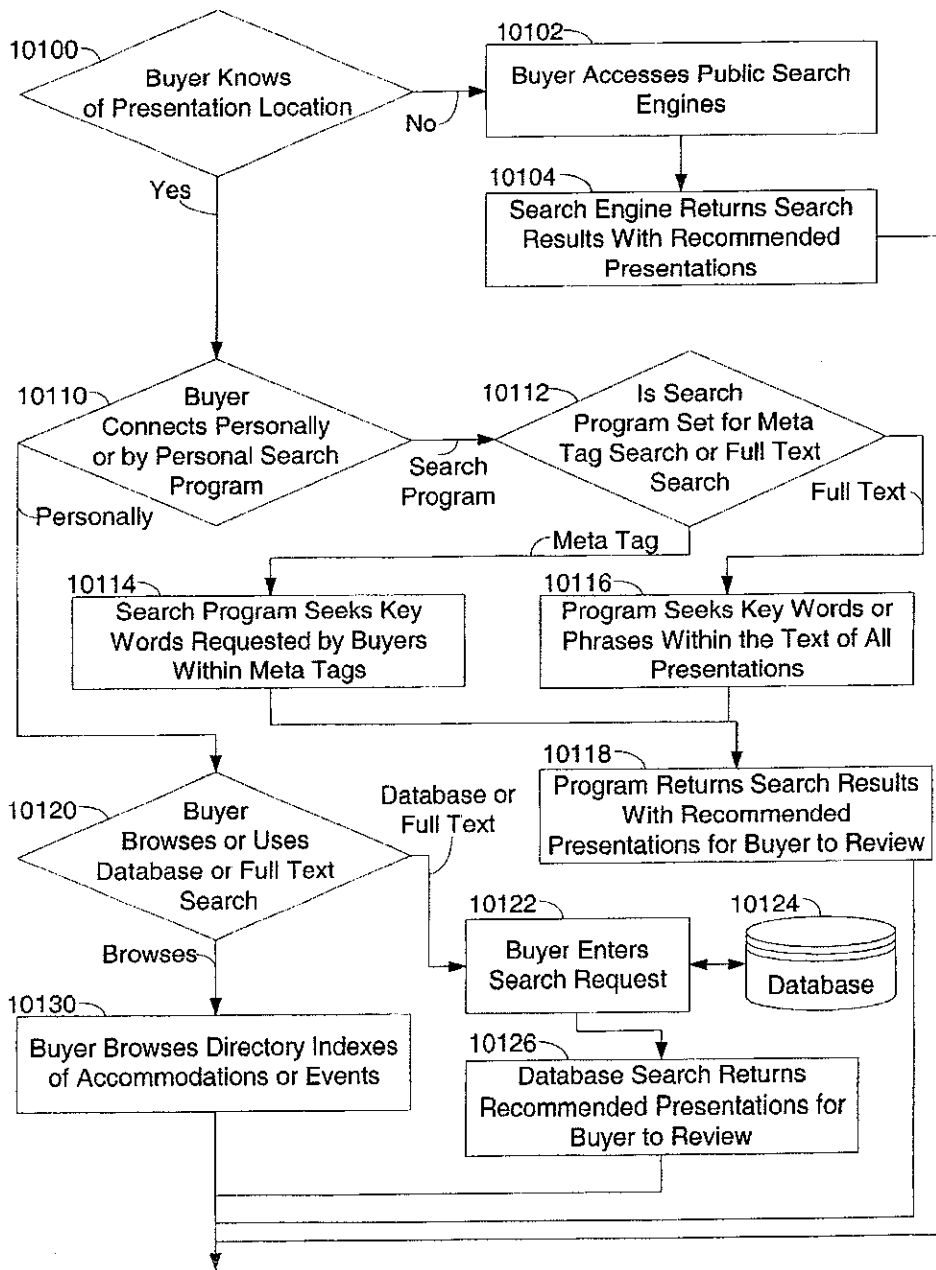 10100
Buyer Knows
of Presentation Location
No
Yes
10102
Buyer Accesses Public Search
Engines
10104
Search Engine Returns Search
Results With Recommended
Presentations
10110
Buyer
Connects Personally
or by Personal Search
Program
Search
Program
Personally
10112
Is Search
Program Set for Meta
Tag Search or Full Text
Search
Full Text
Meta Tag
10114
Search Program Seeks Key
Words Requested by Buyers
Within Meta Tags
10116
Program Seeks Key Words or
Phrases Within the Text of All
Presentations
10118
Program Returns Search Results
With Recommended
Presentations for Buyer to Review
10120
Buyer
Browses or Uses
Database or Full Text
Search
Database or
Full Text
Browses
10122
Buyer Enters
Search Request
10124
Database
10130
Buyer Browses Directory Indexes
of Accommodations or Events
10126
Database Search Returns
Recommended Presentations for
Buyer to Review